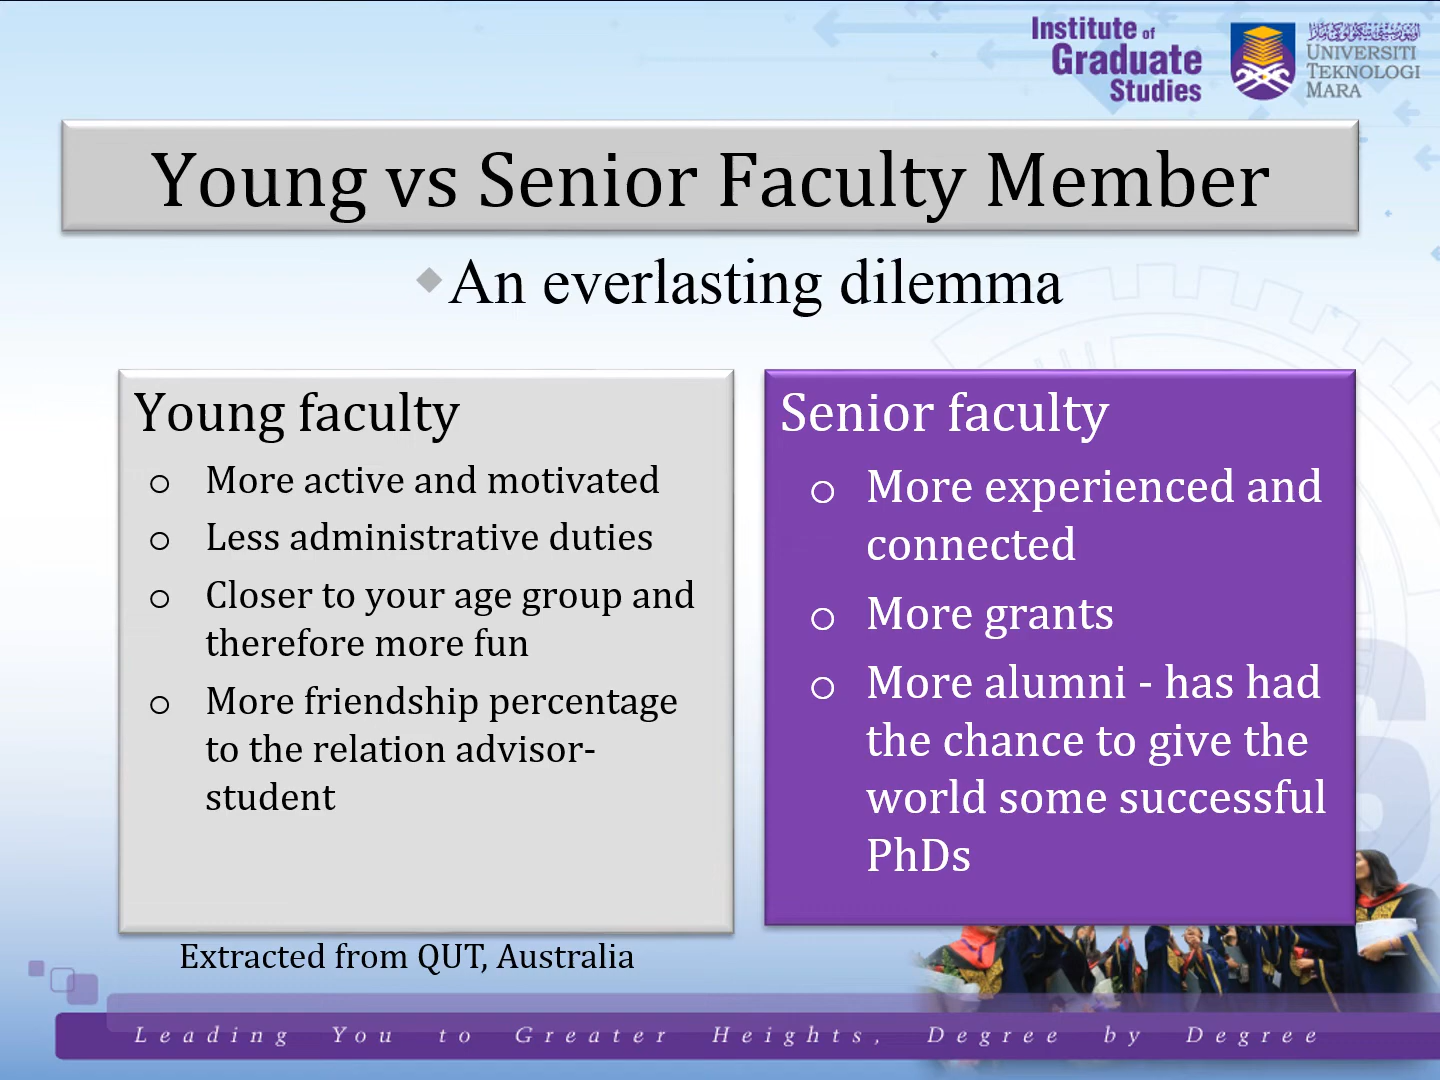 Institute of
Graduate
Studies
UNIVERSITI
TEKNOLOGI
MARA
Young vs Senior Faculty Member
An everlasting dilemma
Young faculty
o More active and motivated
o Less administrative duties
o Closer to your age group and
therefore more fun
o More friendship percentage
to the relation advisor-
student
Senior faculty
o More experienced and
connected
o More grants
o More alumni - has had
the chance to give the
world some successful
PhDs
Extracted from QUT, Australia
Leading You to Greater Heights, Degree by Degree